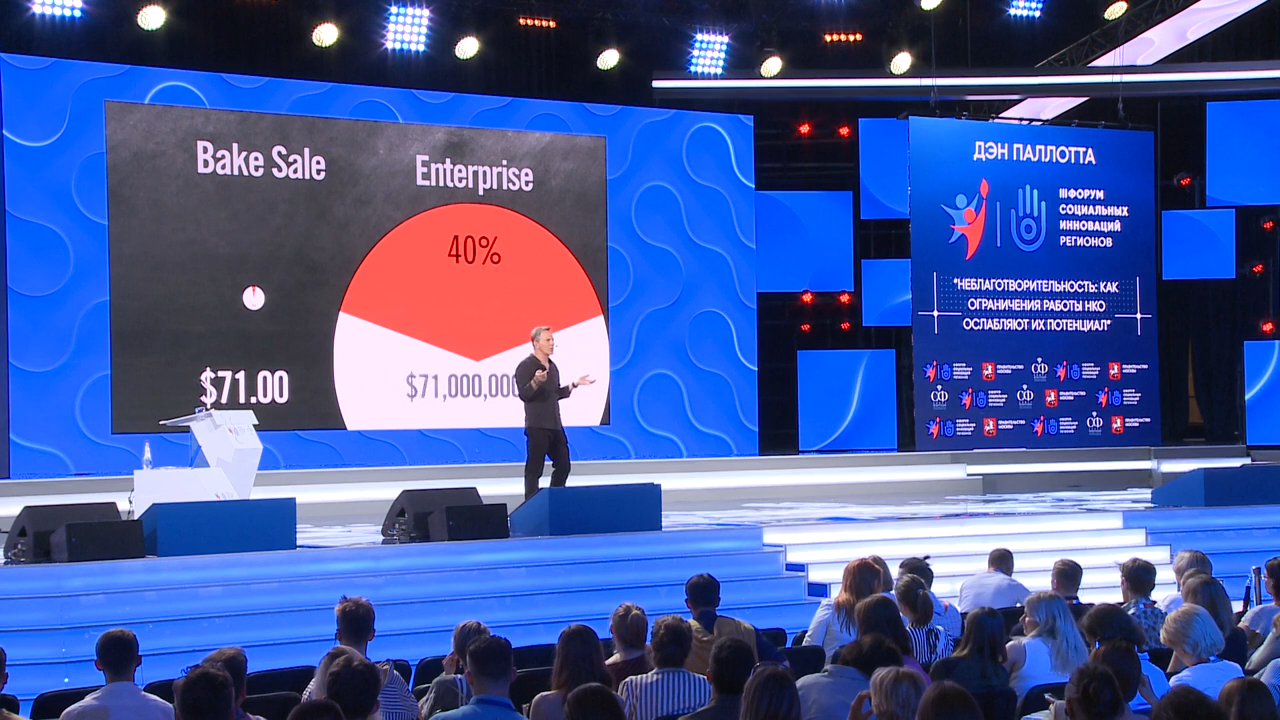 Bake Sale
Enterprise
40%
$71.00
$71,000,000
ДЭН ПАЛЛОТТА
III ФОРУМ
СОЦИАЛЬНЫХ
ИННОВАЦИЙ
РЕГИОНОВ
"НЕБЛАГОТВОРИТЕЛЬНОСТЬ: КАК
ОГРАНИЧЕНИЯ РАБОТЫ НКО
ОСЛАБЛЯЮТ ИХ ПОТЕНЦИАЛ"